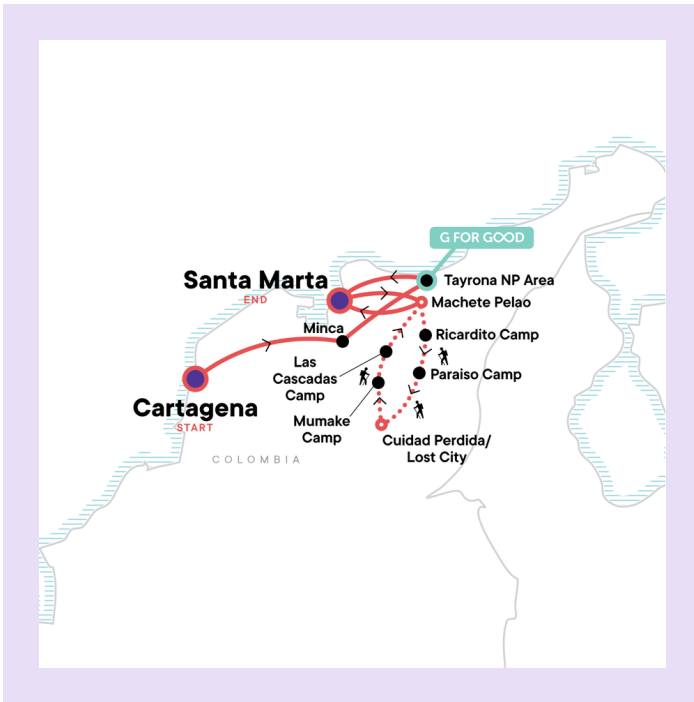 G FOR GOOD
Santa Marta
END
Tayrona NP Area
Machete Pelao
Minca
Ricardito Camp
Las
Cascadas
Camp
Paraiso Camp
Cartagena
START
Mumake
Camp
Cuidad Perdida/
Lost City
COLOMBIA